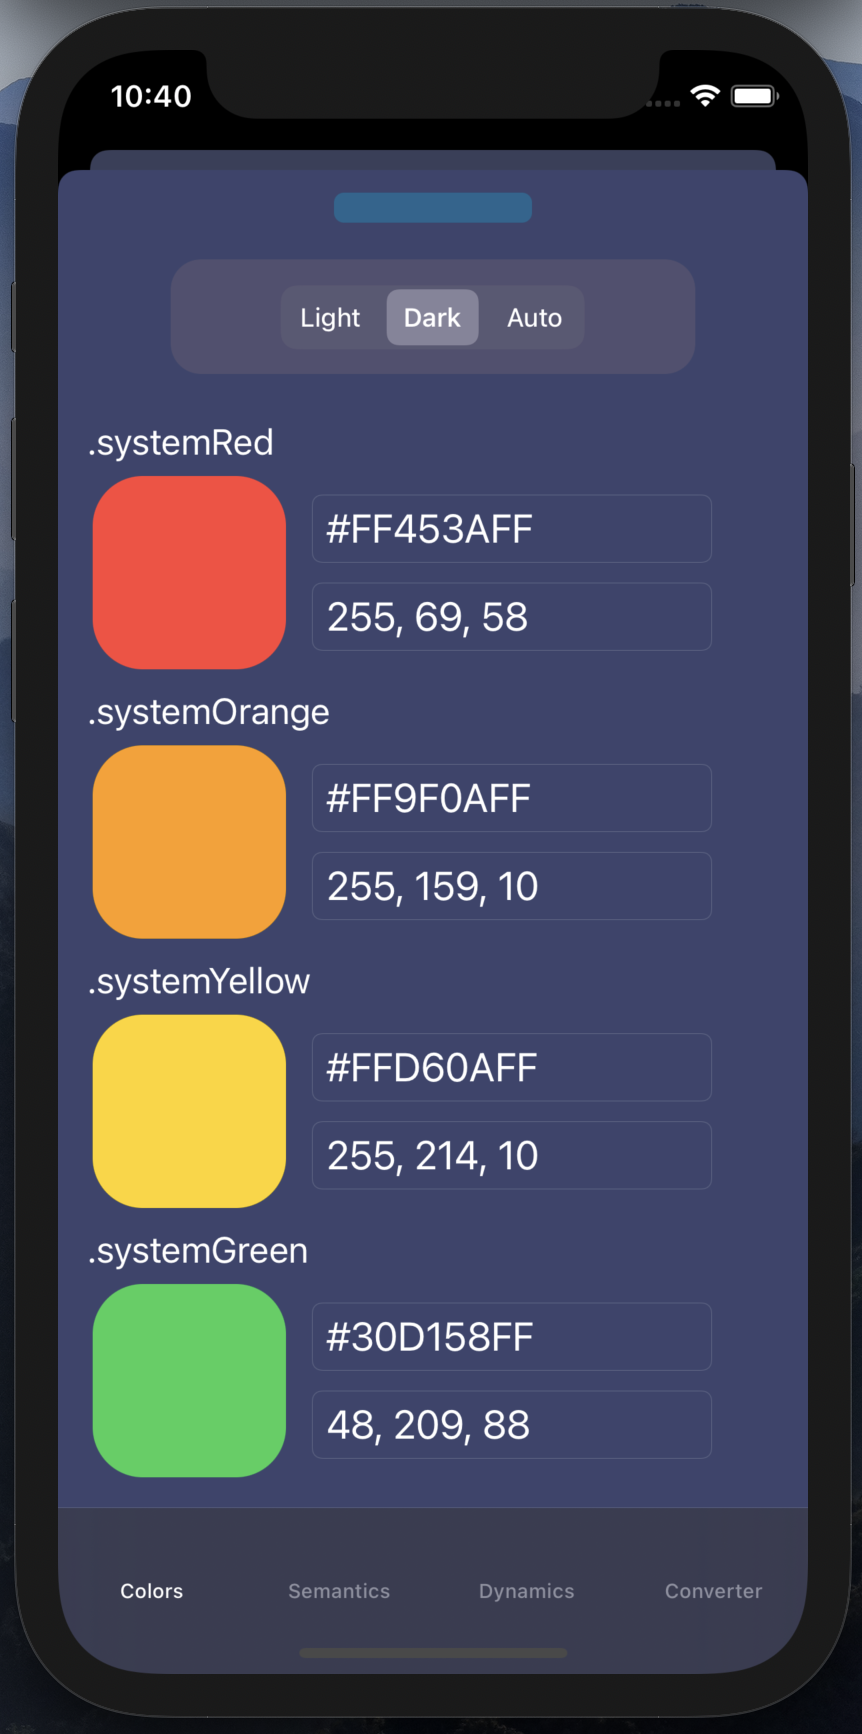 10:40
Light Dark Auto
.systemRed
#FF453AFF
255, 69, 58
.systemOrange
#FF9F0AFF
255, 159, 10
.systemYellow
#FFD60AFF
255, 214, 10
.systemGreen
#30D158FF
48, 209, 88
Colors Semantics Dynamics Converter